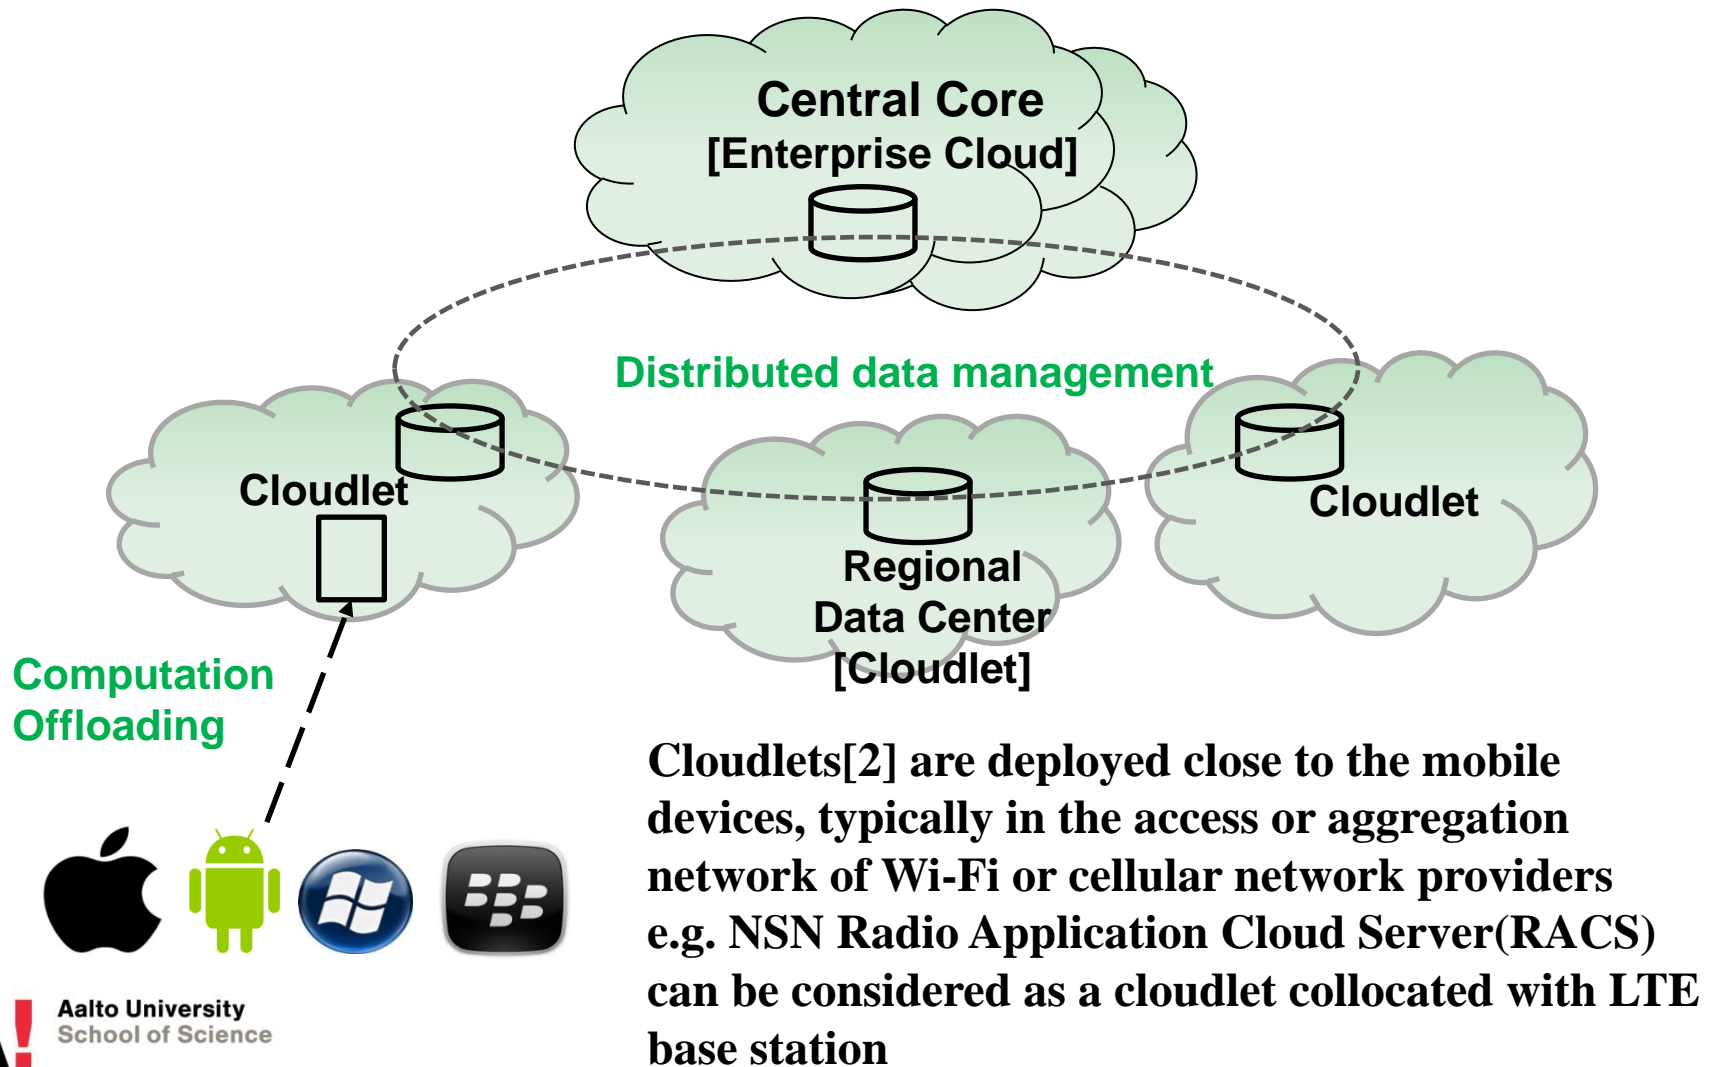 Central Core
[Enterprise Cloud]
Distributed data management
Cloudlet
Cloudlet
Regional
Data Center
[Cloudlet]
Computation
Offloading
Cloudlets[2] are deployed close to the mobile
devices, typically in the access or aggregation
network of Wi-Fi or cellular network providers
e.g. NSN Radio Application Cloud Server(RACS)
can be considered as a cloudlet collocated with LTE
base station
Aalto University
School of Science